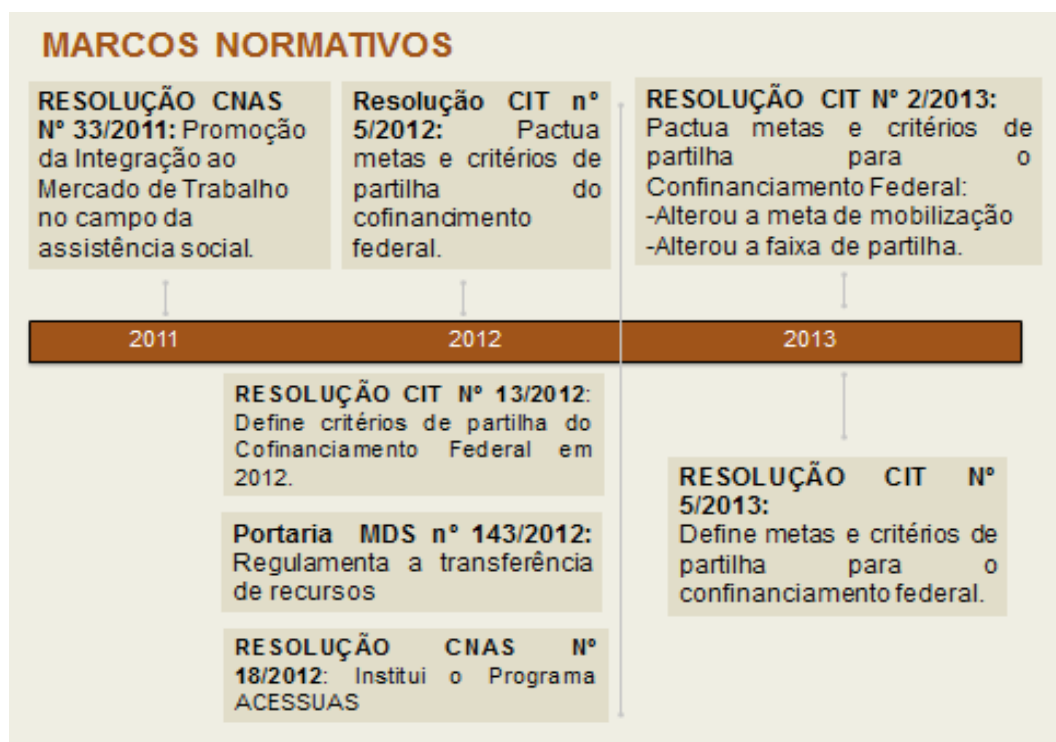 MARCOS NORMATIVOS
RESOLUÇÃO CNAS
Nº 33/2011: Promoção
da Integração ao
Mercado de Trabalho
no campo da
assistência social.
Resolução CIT nº
5/2012: Pactua
metas e critérios de
partilha do
cofinancimento
federal.
RESOLUÇÃO CIT Nº 2/2013:
Pactua metas e critérios de
partilha para o
Confinanciamento Federal:
-Alterou a meta de mobilização
-Alterou a faixa de partilha.
2011
2012
2013
RESOLUÇÃO CIT Nº 13/2012:
Define critérios de partilha do
Cofinanciamento Federal em
2012.
Portaria MDS nº 143/2012:
Regulamenta a transferência
de recursos
RESOLUÇÃO CNAS Nº
18/2012: Institui o Programa
ACESSUAS
RESOLUÇÃO CIT Nº
5/2013:
Define metas e critérios de
partilha para o
confinanciamento federal.